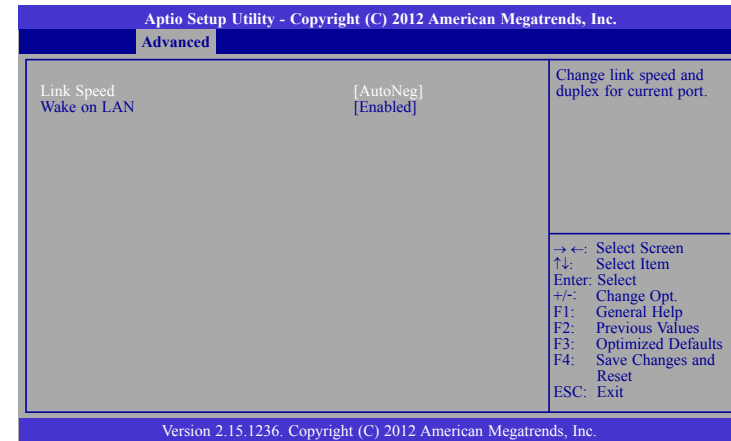 Aptio Setup Utility - Copyright (C) 2012 American Megatrends, Inc.
Advanced
Link Speed [AutoNeg]
Wake on LAN [Enabled]
Change link speed and
duplex for current port.
→ ←: Select Screen
↑↓: Select Item
Enter: Select
+/-: Change Opt.
F1: General Help
F2: Previous Values
F3: Optimized Defaults
F4: Save Changes and
Reset
ESC: Exit
Version 2.15.1236. Copyright (C) 2012 American Megatrends, Inc.